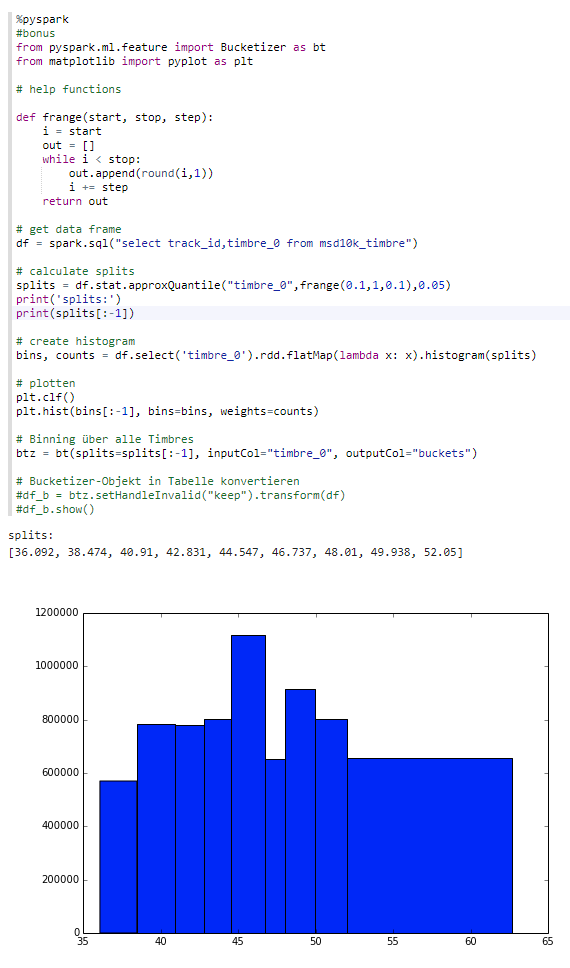 %pyspark
#bonus
from pyspark.ml.feature import Bucketizer as bt
from matplotlib import pyplot as plt
# help functions
def frange(start, stop, step):
    i = start
    out = []
    while i < stop:
        out.append(round(i,1))
        i += step
    return out
# get data frame
df = spark.sql("select track_id,timbre_0 from msd10k_timbre")
# calculate splits
splits = df.stat.approxQuantile("timbre_0",frange(0.1,1,0.1),0.05)
print('splits:')
print(splits[:-1])
# create histogram
bins, counts = df.select('timbre_0').rdd.flatMap(lambda x: x).histogram(splits)
# plotten
plt.clf()
plt.hist(bins[:-1], bins=bins, weights=counts)
# Binning über alle Timbres
btz = bt(splits=splits[:-1], inputCol="timbre_0", outputCol="buckets")
# Bucketizer-Objekt in Tabelle konvertieren
#df_b = btz.setHandleInvalid("keep").transform(df)
#df_b.show()
splits:
[36.092, 38.474, 40.91, 42.831, 44.547, 46.737, 48.01, 49.938, 52.05]
1200000
1000000
800000
600000
400000
200000
0
35 40 45 50 55 60 65